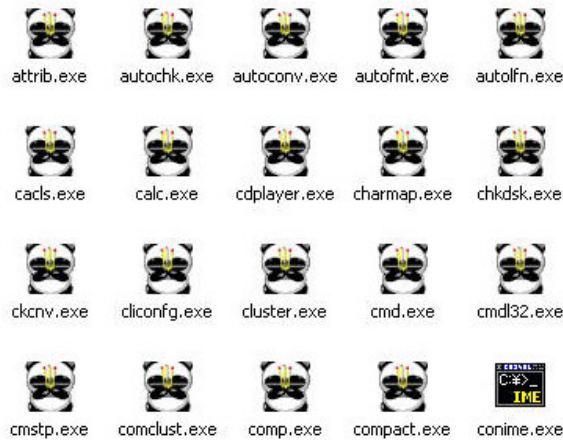 attrib.exe autochk.exe autoconv.exe autofmt.exe autolfn.exe
cacls.exe calc.exe cdplayer.exe charmap.exe chkdsk.exe
ckcnv.exe cliconfg.exe cluster.exe cmd.exe cmdl32.exe
C:¥>_
IME
cmstp.exe comclust.exe comp.exe compact.exe conime.exe